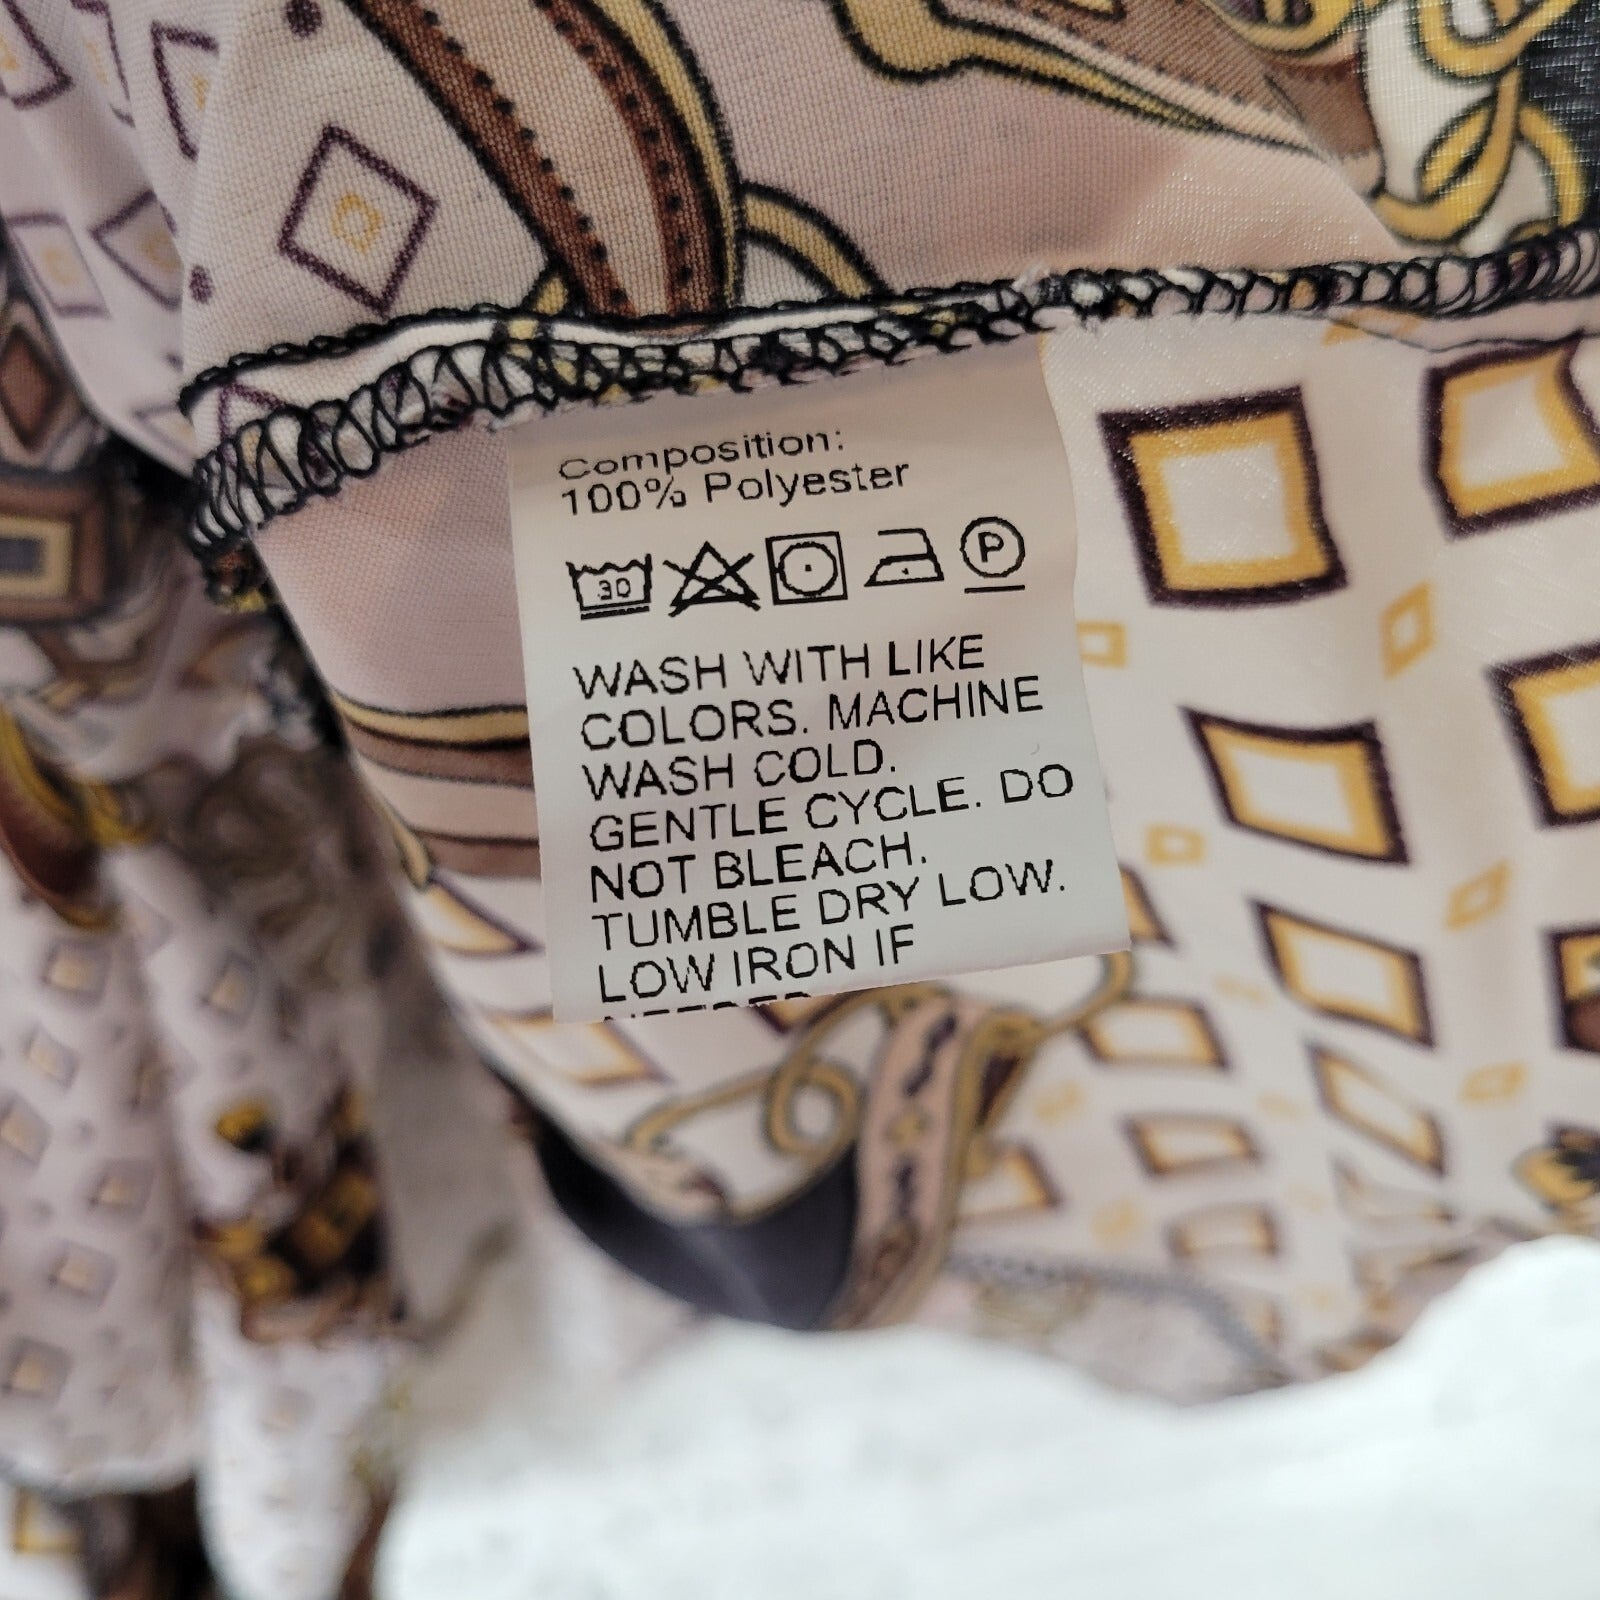 Composition:
100% Polyester
30 P
WASH WITH LIKE
COLORS. MACHINE
WASH COLD.
GENTLE CYCLE. DO
NOT BLEACH.
TUMBLE DRY LOW.
LOW IRON IF